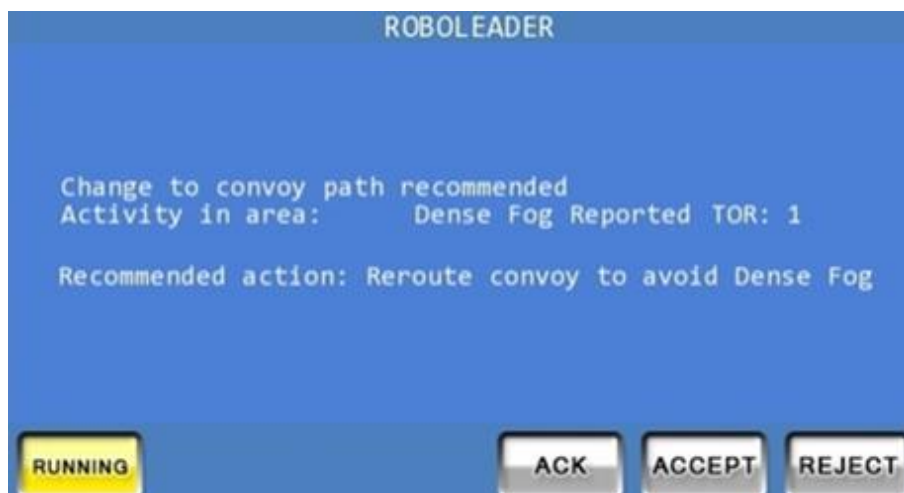 ROBOLEADER
Change to convoy path recommended
Activity in area: Dense Fog Reported TOR: 1
Recommended action: Reroute convoy to avoid Dense Fog
RUNNING
ACK
ACCEPT
REJECT